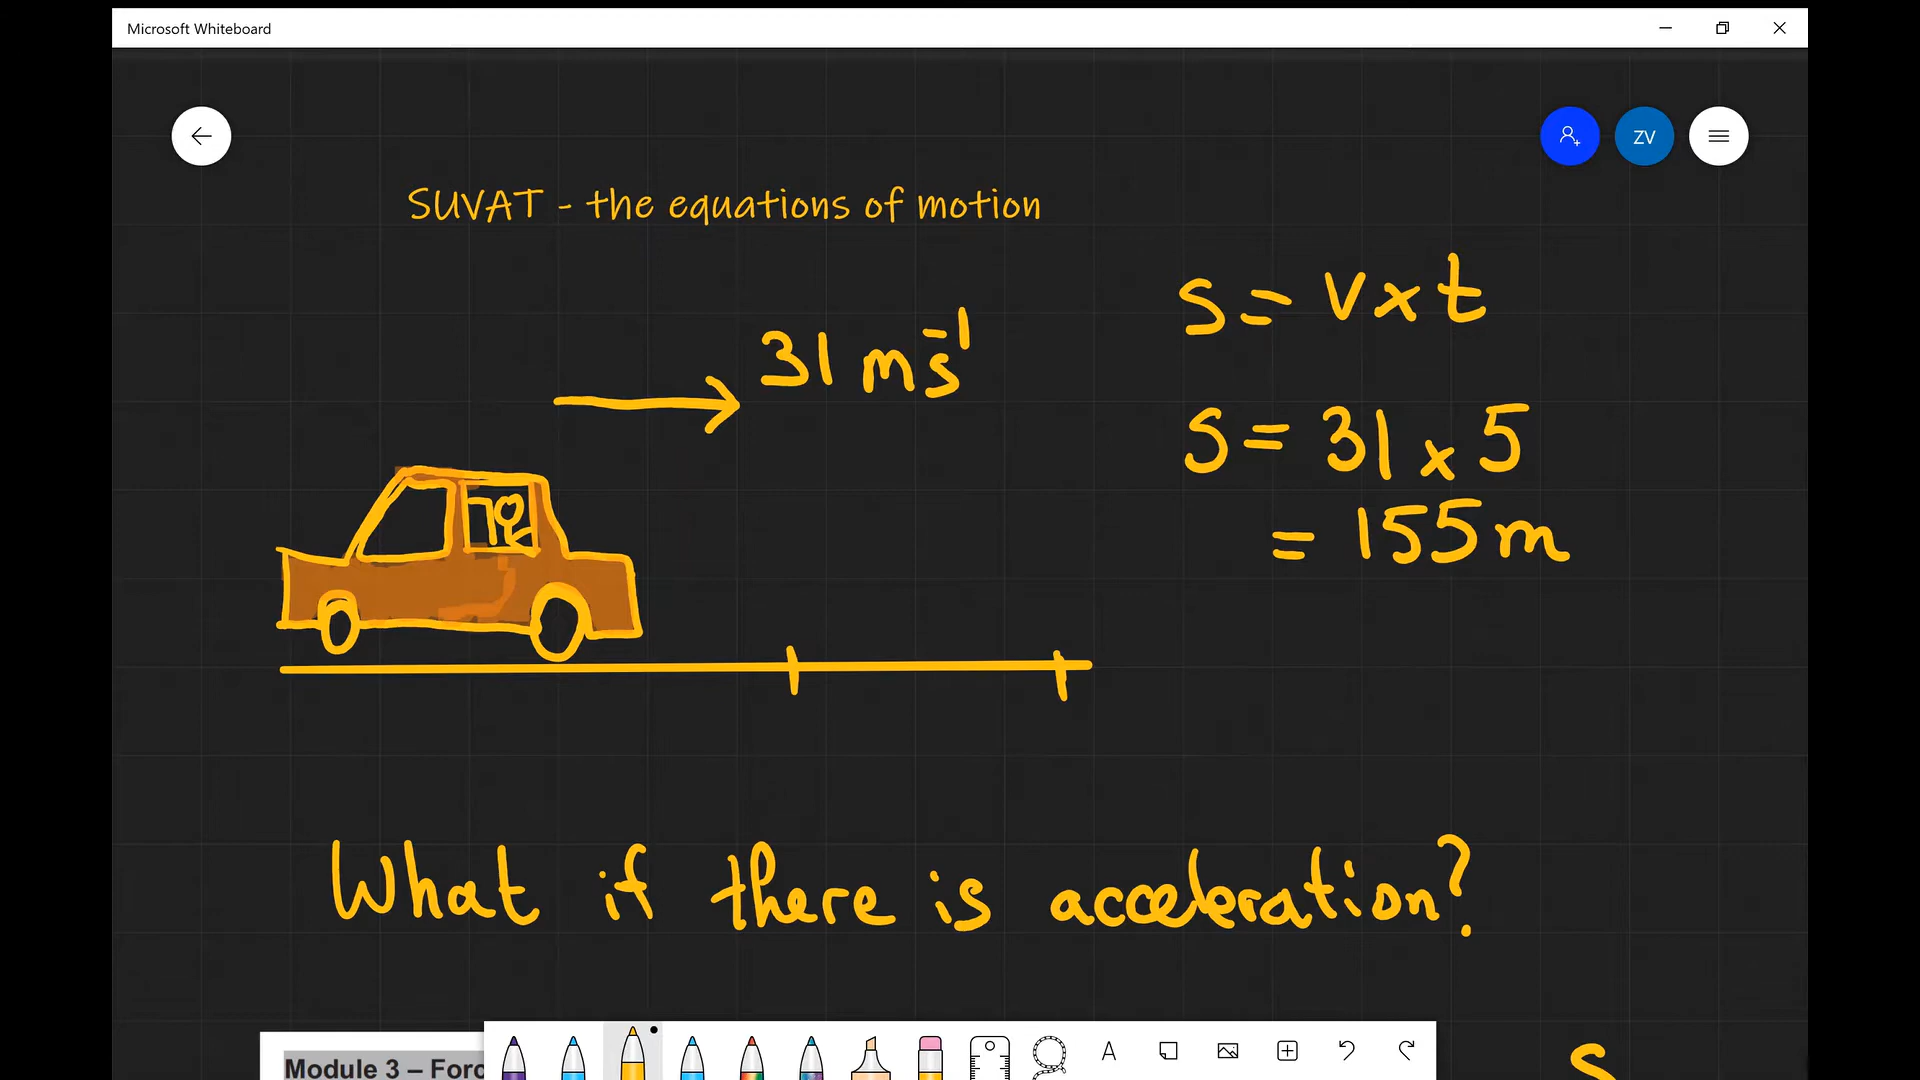 Microsoft Whiteboard
ZV
SUVAT - the equations of motion
31 ms⁻¹
S = v x t
S = 31 x 5
= 155m
What if there is acceleration?
Module 3 – Forc
A
S